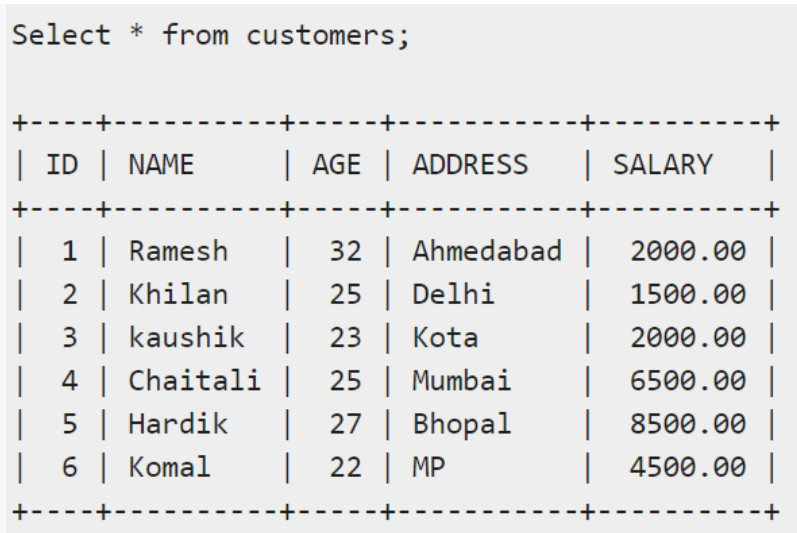 Select * from customers;
+----+----------+-----+-----------+----------+
| ID | NAME     | AGE | ADDRESS   | SALARY   |
+----+----------+-----+-----------+----------+
|  1 | Ramesh   |  32 | Ahmedabad |  2000.00 |
|  2 | Khilan   |  25 | Delhi     |  1500.00 |
|  3 | kaushik  |  23 | Kota      |  2000.00 |
|  4 | Chaitali |  25 | Mumbai    |  6500.00 |
|  5 | Hardik   |  27 | Bhopal    |  8500.00 |
|  6 | Komal    |  22 | MP        |  4500.00 |
+----+----------+-----+-----------+----------+